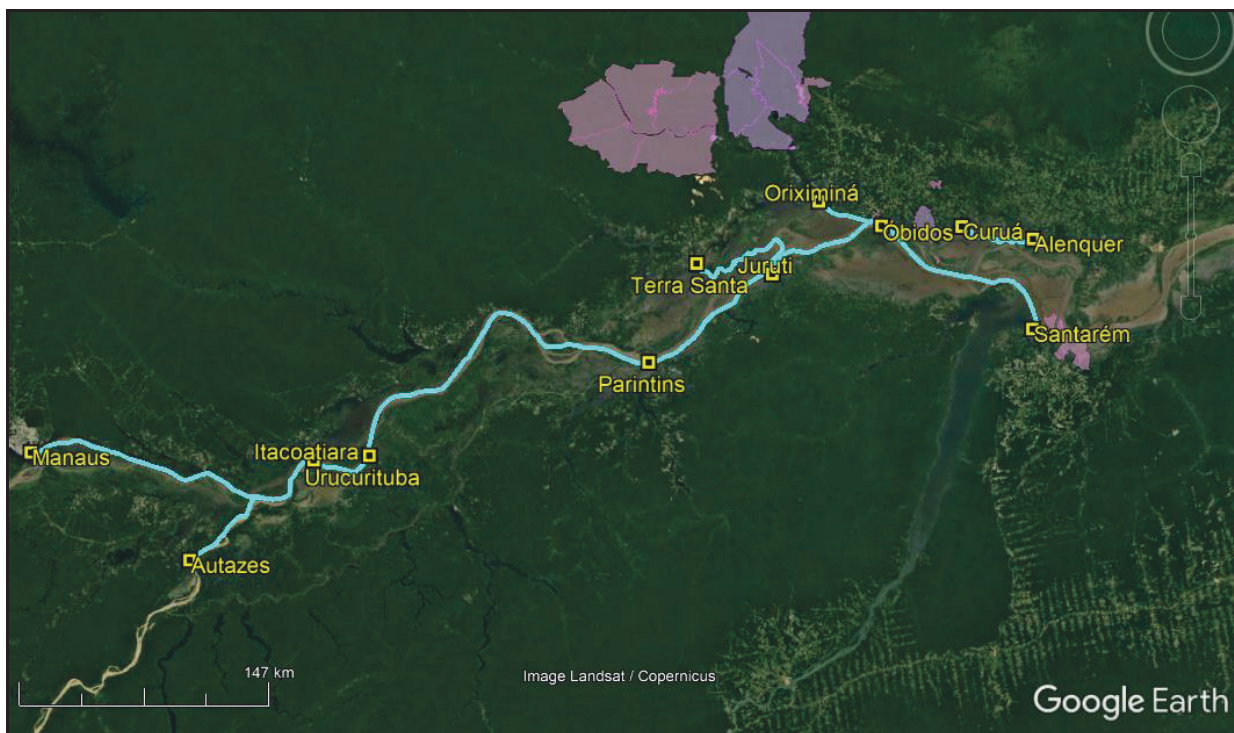 Oriximiná
Óbidos
Curuá
Alenquer
Juruti
Terra Santa
Santarém
Parintins
Itacoatiara
Manaus
Urucurituba
Autazes
147 km
Image Landsat / Copernicus
Google Earth